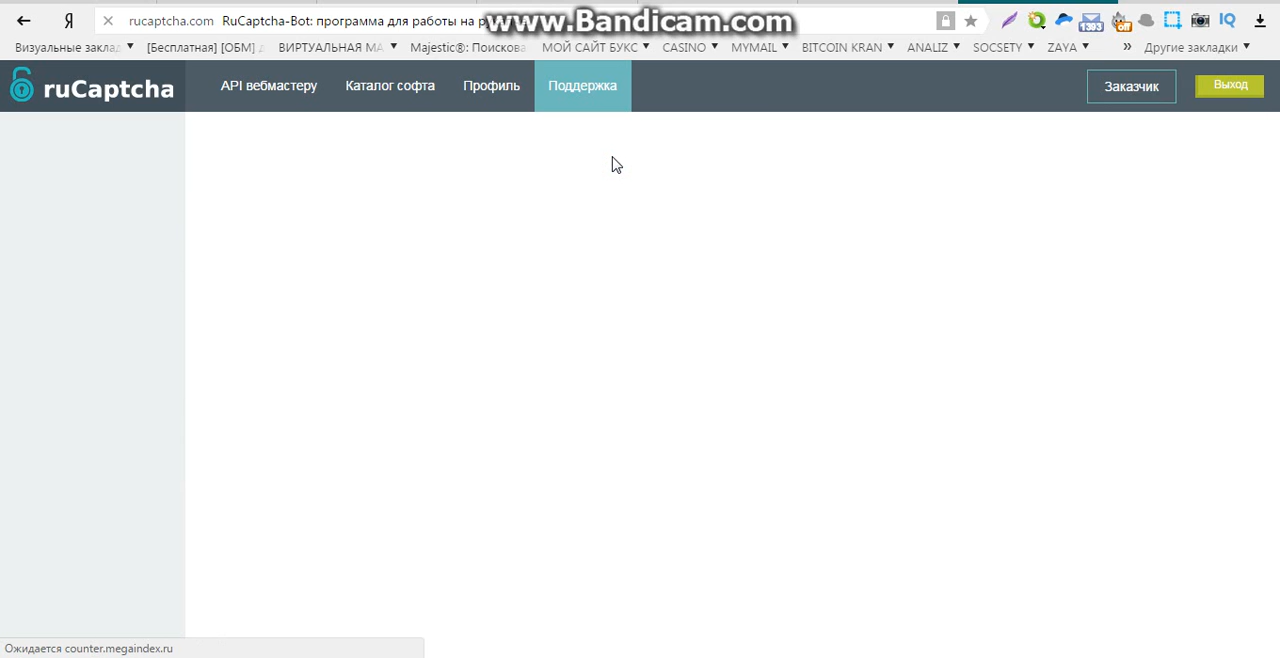 www.Bandicam.com
Я rucaptcha.com RuCaptcha-Bot: программа для работы на
Визуальные заклад [Бесплатная] [ОБМ] ВИРТУАЛЬНАЯ МА Majestic®: Поискова МОЙ САЙТ БУКС CASINO MYMAIL BITCOIN KRAN ANALIZ SOCSETY ZAYA » Другие закладки
ruCaptcha API вебмастеру Каталог софта Профиль Поддержка Заказчик Выход
Ожидается counter.megaindex.ru